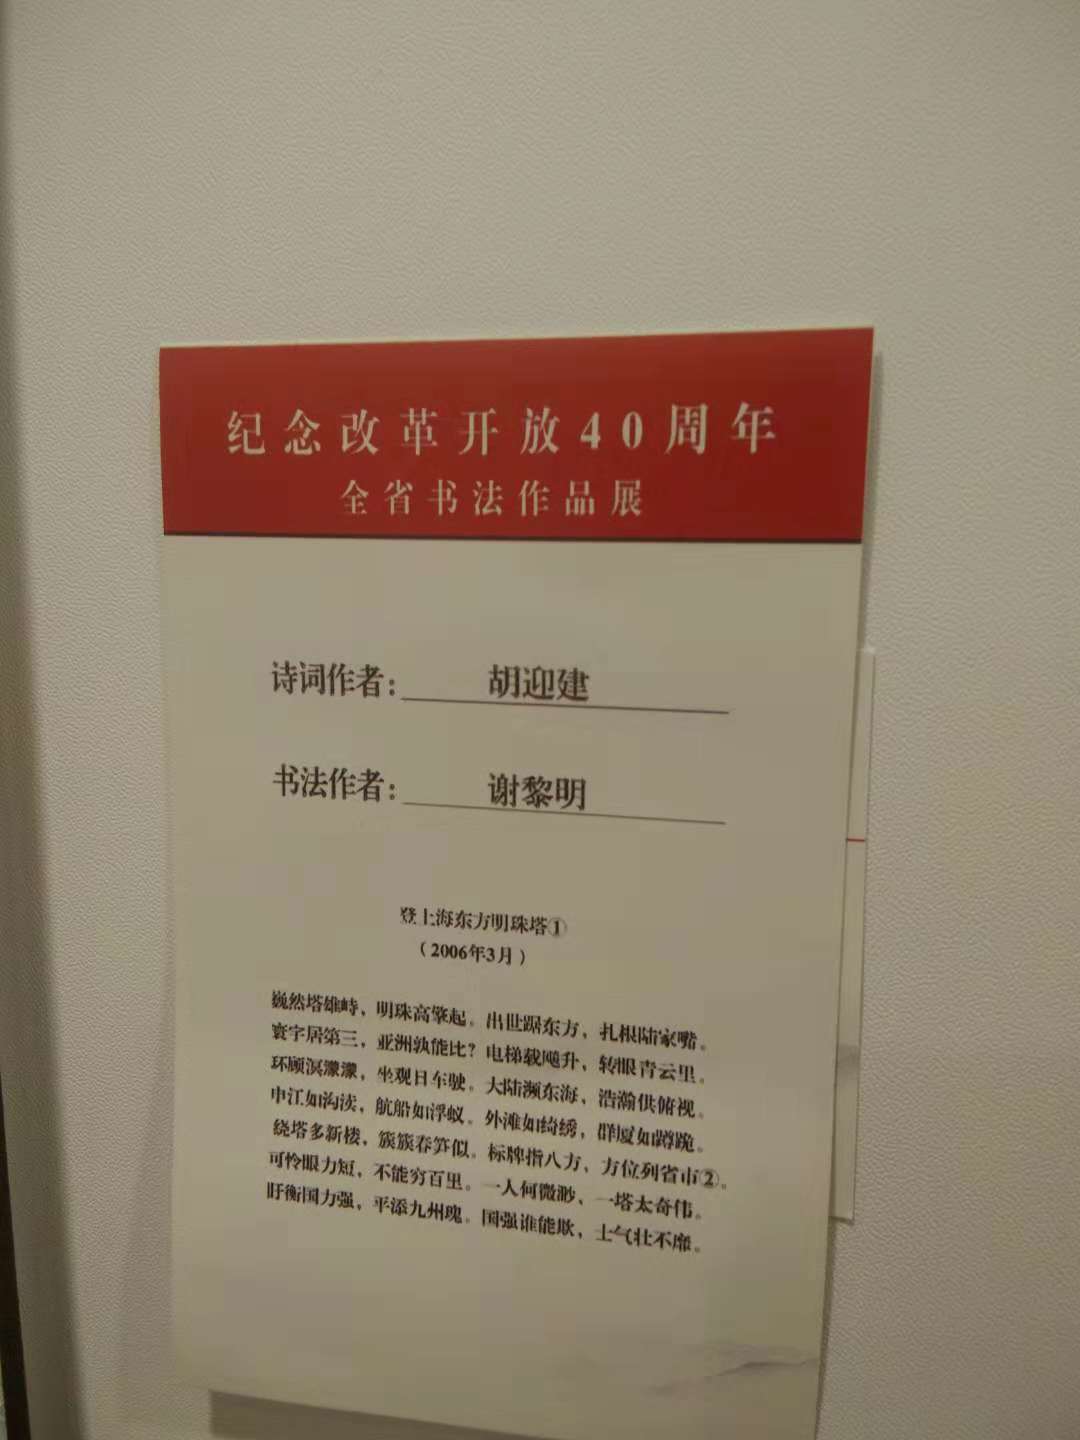 纪念改革开放40周年
全省书法作品展
诗词作者：胡迎建
书法作者：谢黎明
登上海东方明珠塔①
（2006年3月）
巍然塔雄峙，明珠高擎起。出世踞东方，扎根陆家嘴。
寰宇居第三，亚洲孰能比？电梯载飚升，转眼青云里。
环顾溟濛濛，坐观日车驶。大陆濒东海，浩瀚供俯视。
申江如沟渎，航船如浮蚁。外滩如绮绣，群厦如蹲跪。
绕塔多新楼，簇簇春笋似。标牌指八方，方位列省市②。
可怜眼力短，不能穷百里。一人何微渺，一塔太奇伟。
盱衡国力强，平添九州瑰。国强谁能欺，士气壮不靡。